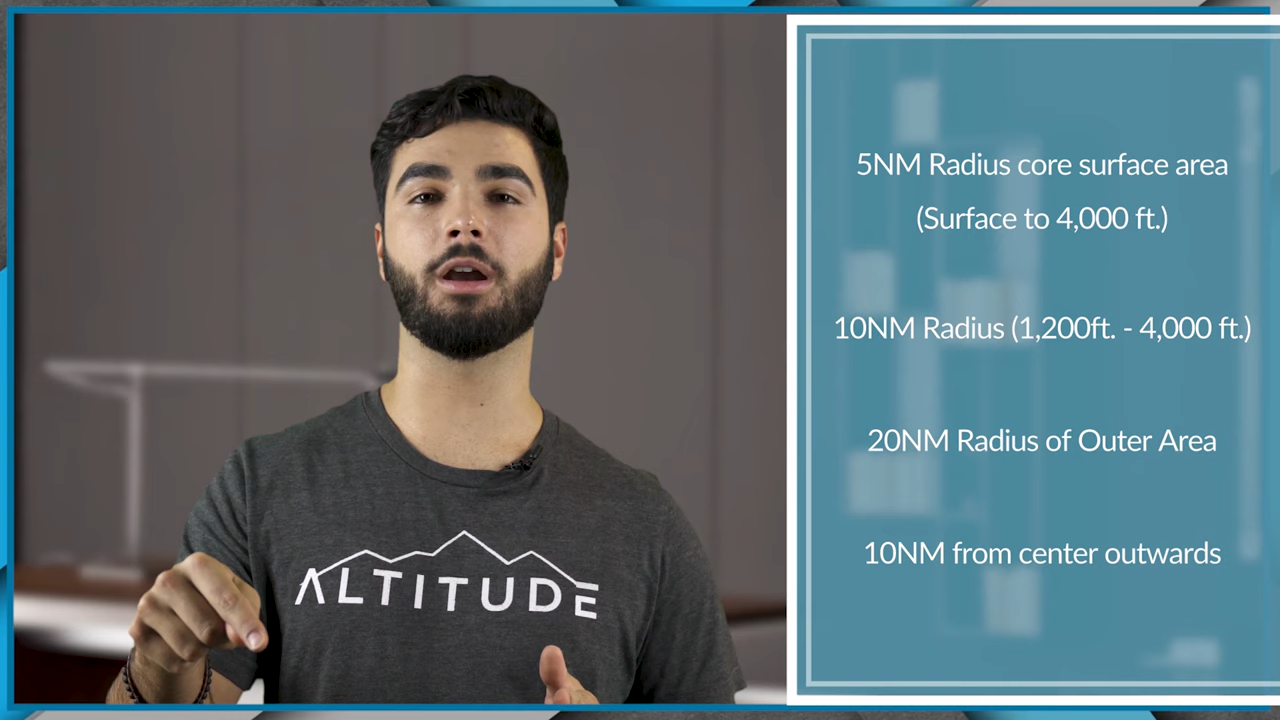 ALTITUDE
5NM Radius core surface area
(Surface to 4,000 ft.)
10NM Radius (1,200ft. - 4,000 ft.)
20NM Radius of Outer Area
10NM from center outwards